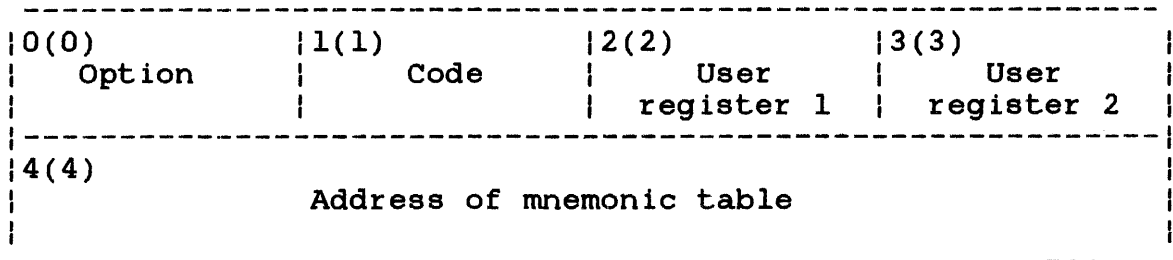 0(0) 1(1) 2(2) 3(3)
Option Code User User
register 1 register 2
4(4)
Address of mnemonic table